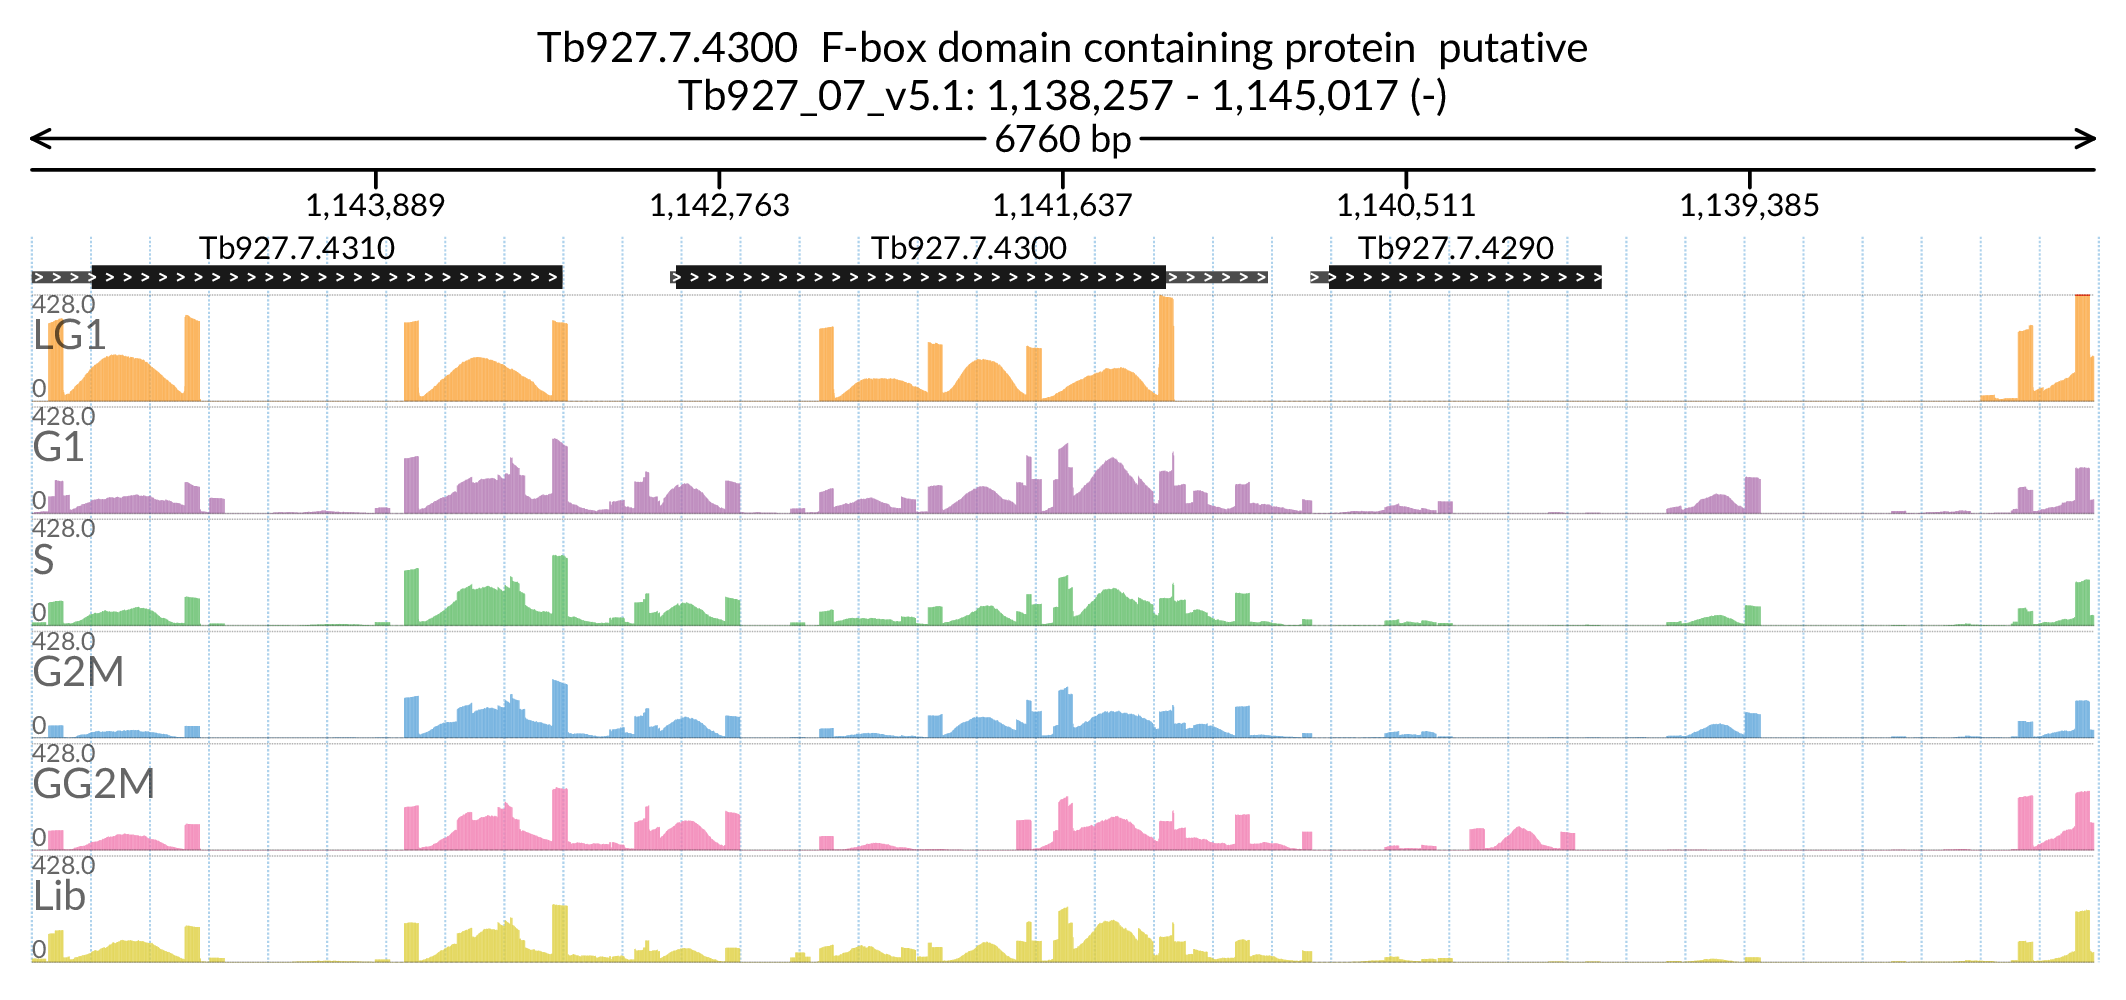 Tb927.7.4300  F-box domain containing protein  putative
Tb927_07_v5.1: 1,138,257 - 1,145,017 (-)
6760 bp
1,143,889 1,142,763 1,141,637 1,140,511 1,139,385
Tb927.7.4310 Tb927.7.4300 Tb927.7.4290
428.0
LG1
0
428.0
G1
0
428.0
S
0
428.0
G2M
0
428.0
GG2M
0
428.0
Lib
0